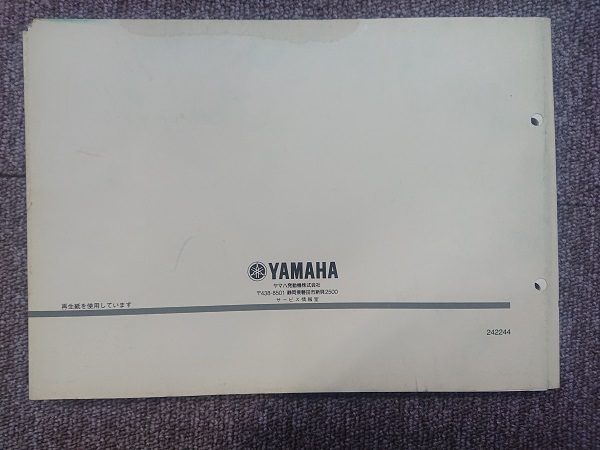 YAMAHA
ヤマハ発動機株式会社
〒438-8501 静岡県磐田市新貝2500
サービス情報室
再生紙を使用しています
242244